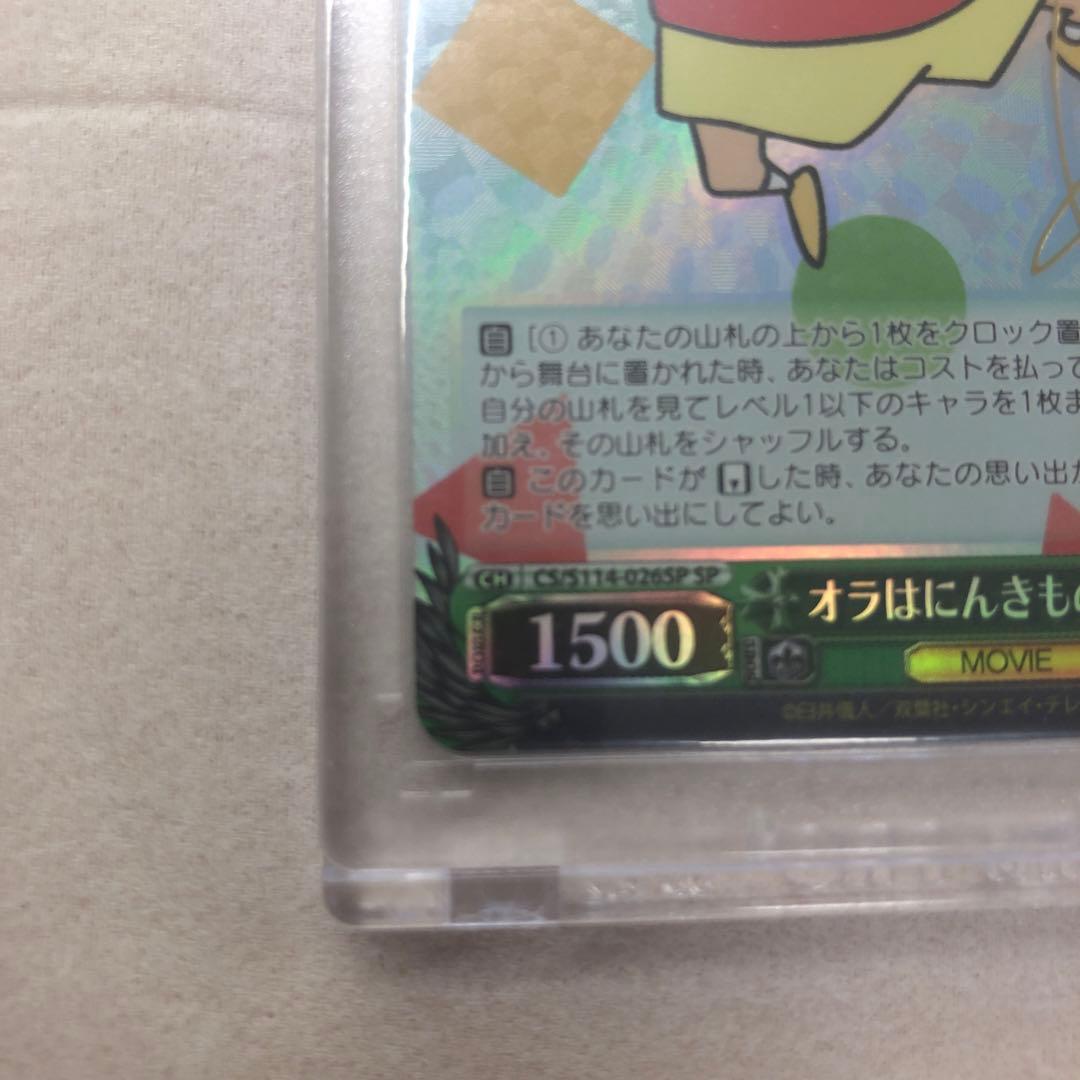 自 [① あなたの山札の上から1枚をクロック置
から舞台に置かれた時、あなたはコストを払って
自分の山札を見てレベル1以下のキャラを1枚ま
加え、その山札をシャッフルする。
自 このカードが した時、あなたの思い出が
カードを思い出にしてよい。
CH CS/S114-026SP SP
1500
POWER
オラはにんきもの
MOVIE
©臼井儀人／双葉社・シンエイ・テレ